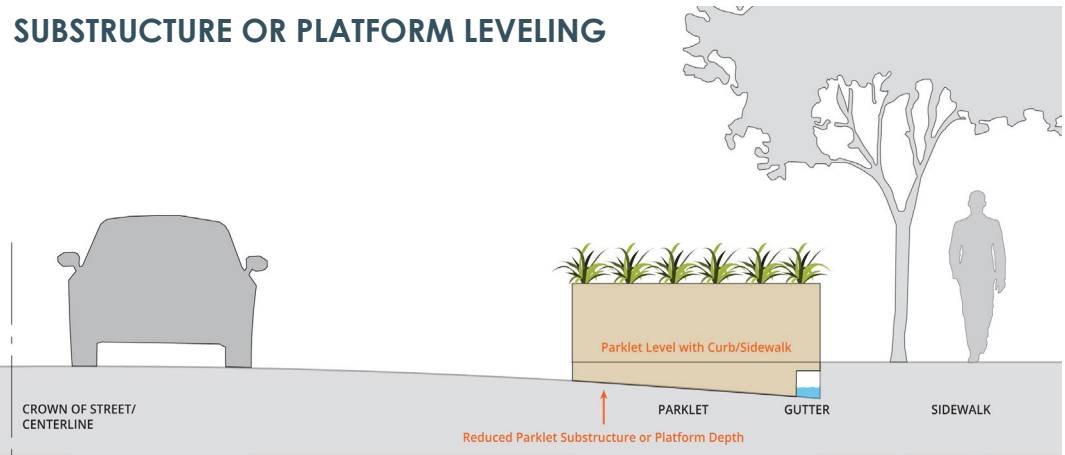 SUBSTRUCTURE OR PLATFORM LEVELING
Parklet Level with Curb/Sidewalk
CROWN OF STREET/
CENTERLINE
PARKLET
GUTTER
SIDEWALK
Reduced Parklet Substructure or Platform Depth